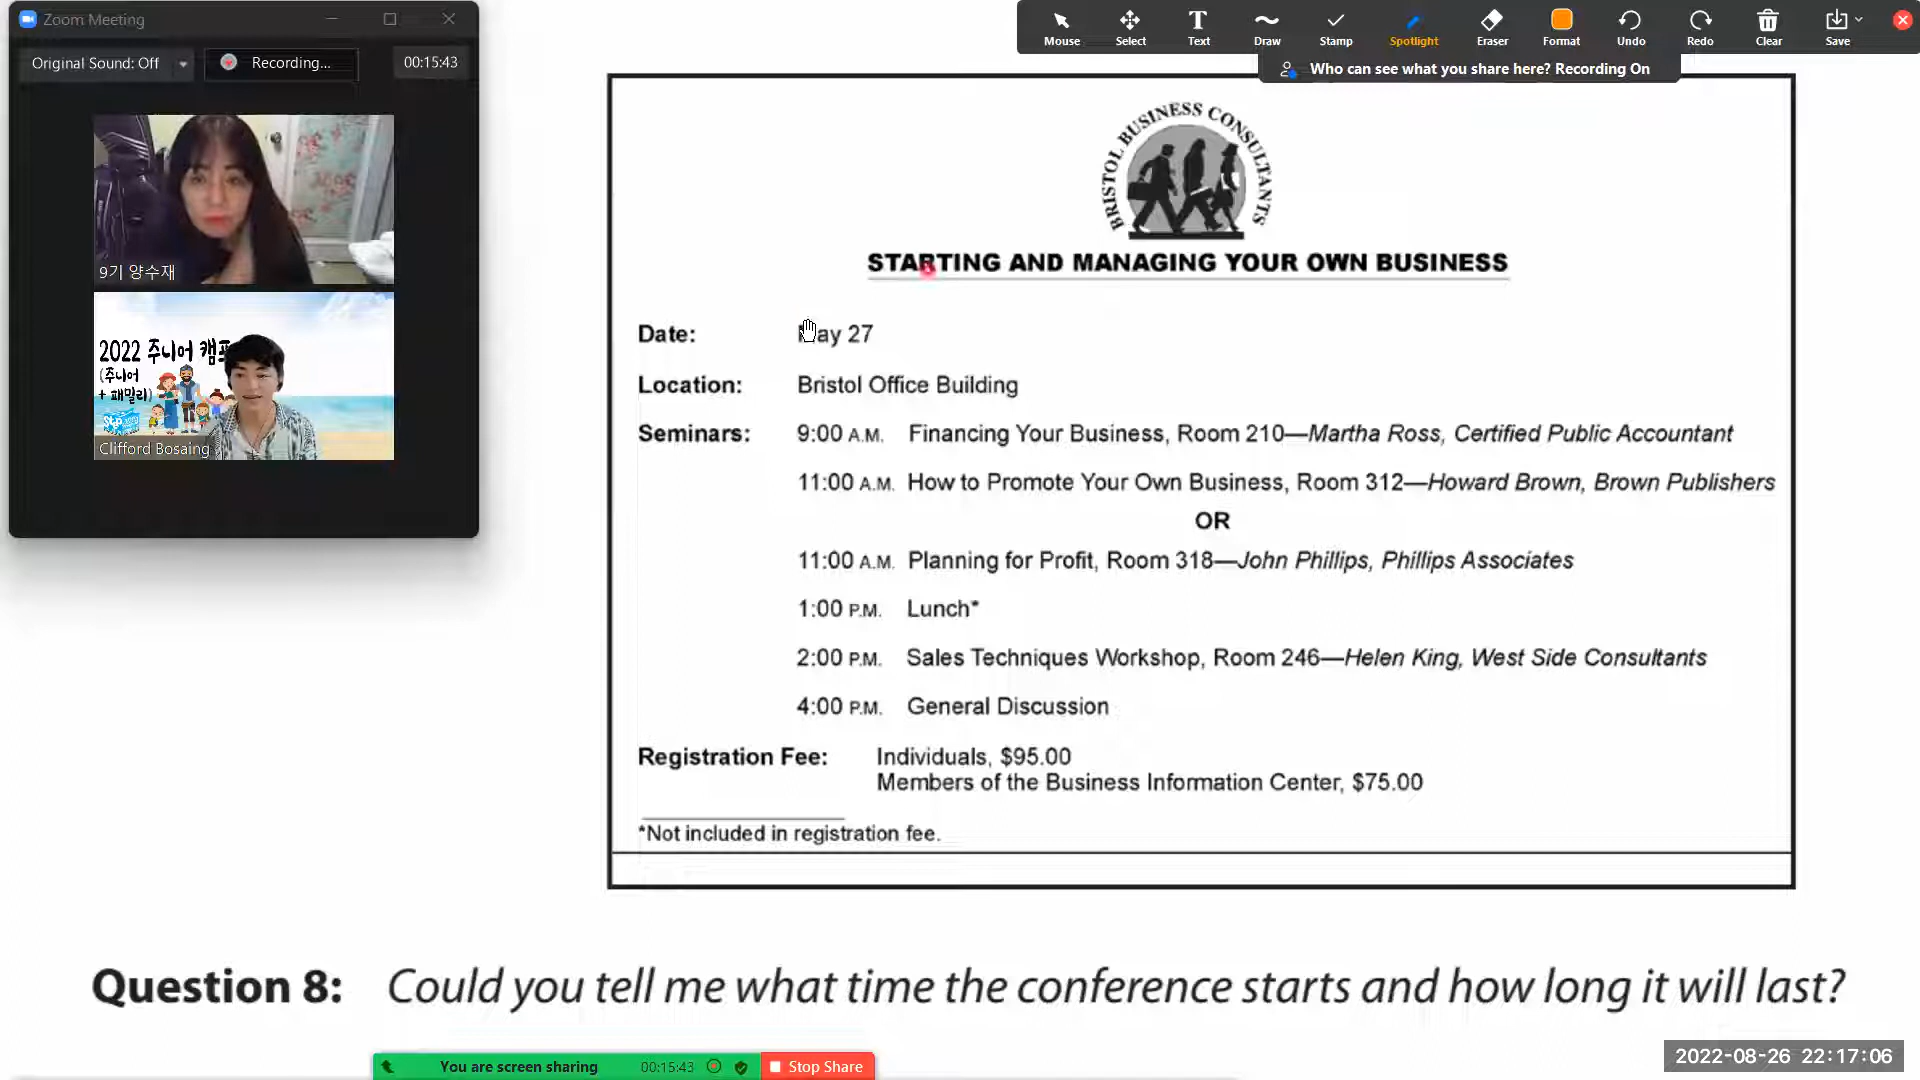 Zoom Meeting
Original Sound: Off
Recording...
00:15:43
9기 양수재
2022 주니어 캠프
(주니어
+ 패밀리)
Clifford Bosaing
Mouse
Select
Text
Draw
Stamp
Spotlight
Eraser
Format
Undo
Redo
Clear
Save
Who can see what you share here? Recording On
BRISTOL BUSINESS CONSULTANTS
STARTING AND MANAGING YOUR OWN BUSINESS
Date: May 27
Location: Bristol Office Building
Seminars: 9:00 A.M. Financing Your Business, Room 210—Martha Ross, Certified Public Accountant
11:00 A.M. How to Promote Your Own Business, Room 312—Howard Brown, Brown Publishers
OR
11:00 A.M. Planning for Profit, Room 318—John Phillips, Phillips Associates
1:00 P.M. Lunch*
2:00 P.M. Sales Techniques Workshop, Room 246—Helen King, West Side Consultants
4:00 P.M. General Discussion
Registration Fee: Individuals, $95.00
Members of the Business Information Center, $75.00
*Not included in registration fee.
Question 8: Could you tell me what time the conference starts and how long it will last?
You are screen sharing
00:15:43
Stop Share
2022-08-26 22:17:06